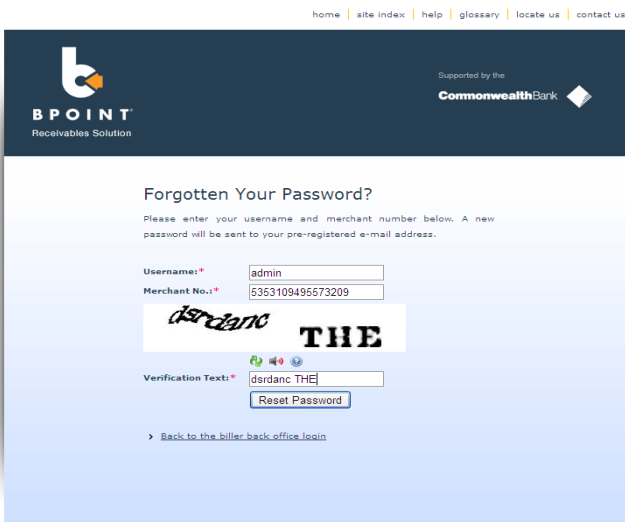 home | site index | help | glossary | locate us | contact us
BPOINT
Receivables Solution
Supported by the
CommonwealthBank
Forgotten Your Password?
Please enter your username and merchant number below. A new
password will be sent to your pre-registered e-mail address.
Username:* admin
Merchant No.:* 5353109495573209
dsrdanc THE
Verification Text:* dsrdanc THE
Reset Password
> Back to the biller back office login